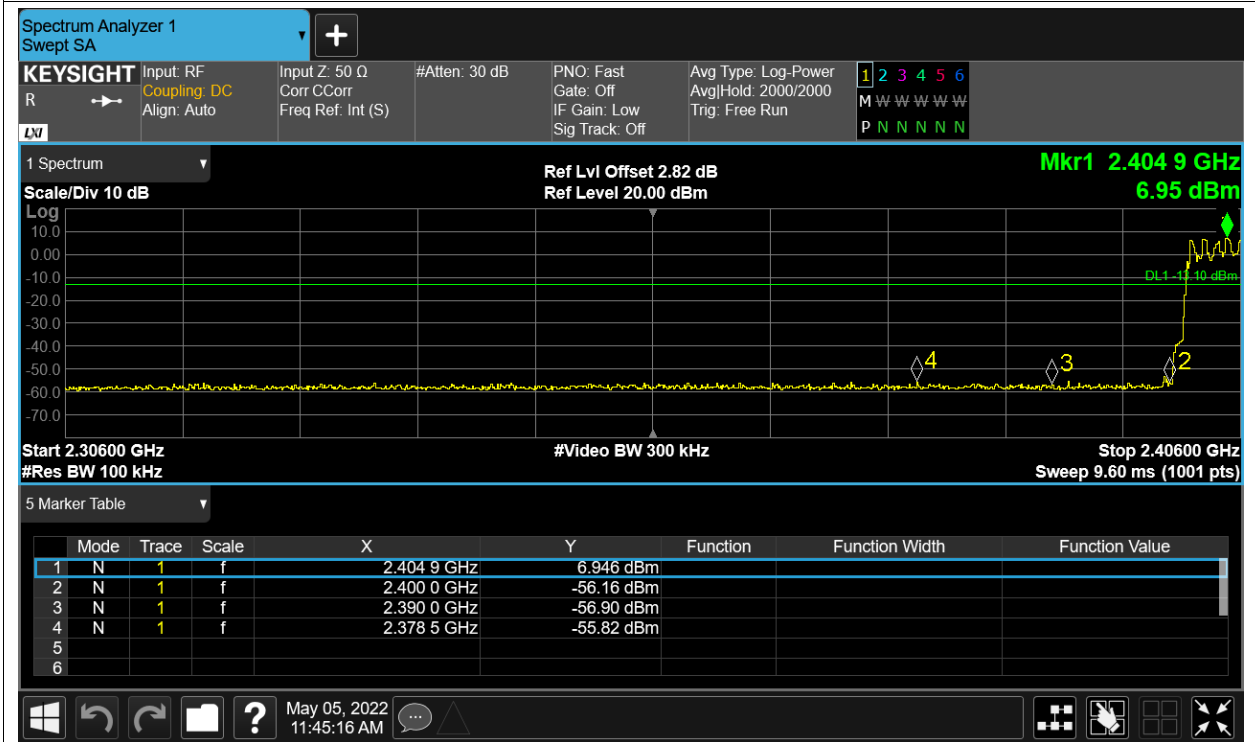 Spectrum Analyzer 1
Swept SA
KEYSIGHT
R
LXI
Input: RF
Coupling: DC
Align: Auto
Input Z: 50 Ω
Corr CCorr
Freq Ref: Int (S)
#Atten: 30 dB
PNO: Fast
Gate: Off
IF Gain: Low
Sig Track: Off
Avg Type: Log-Power
Avg|Hold: 2000/2000
Trig: Free Run
1 2 3 4 5 6
M W W W W W
P N N N N N
1 Spectrum
Scale/Div 10 dB
Ref Lvl Offset 2.82 dB
Ref Level 20.00 dBm
Mkr1 2.404 9 GHz
6.95 dBm
Log
10.0
0.00
-10.0
-20.0
-30.0
-40.0
-50.0
-60.0
-70.0
DL1 -13.10 dBm
4
3
2
Start 2.30600 GHz
#Res BW 100 kHz
#Video BW 300 kHz
Stop 2.40600 GHz
Sweep 9.60 ms (1001 pts)
5 Marker Table
Mode Trace Scale X Y Function Function Width Function Value
1 N 1 f 2.404 9 GHz 6.946 dBm
2 N 1 f 2.400 0 GHz -56.16 dBm
3 N 1 f 2.390 0 GHz -56.90 dBm
4 N 1 f 2.378 5 GHz -55.82 dBm
5
6
?
May 05, 2022
11:45:16 AM